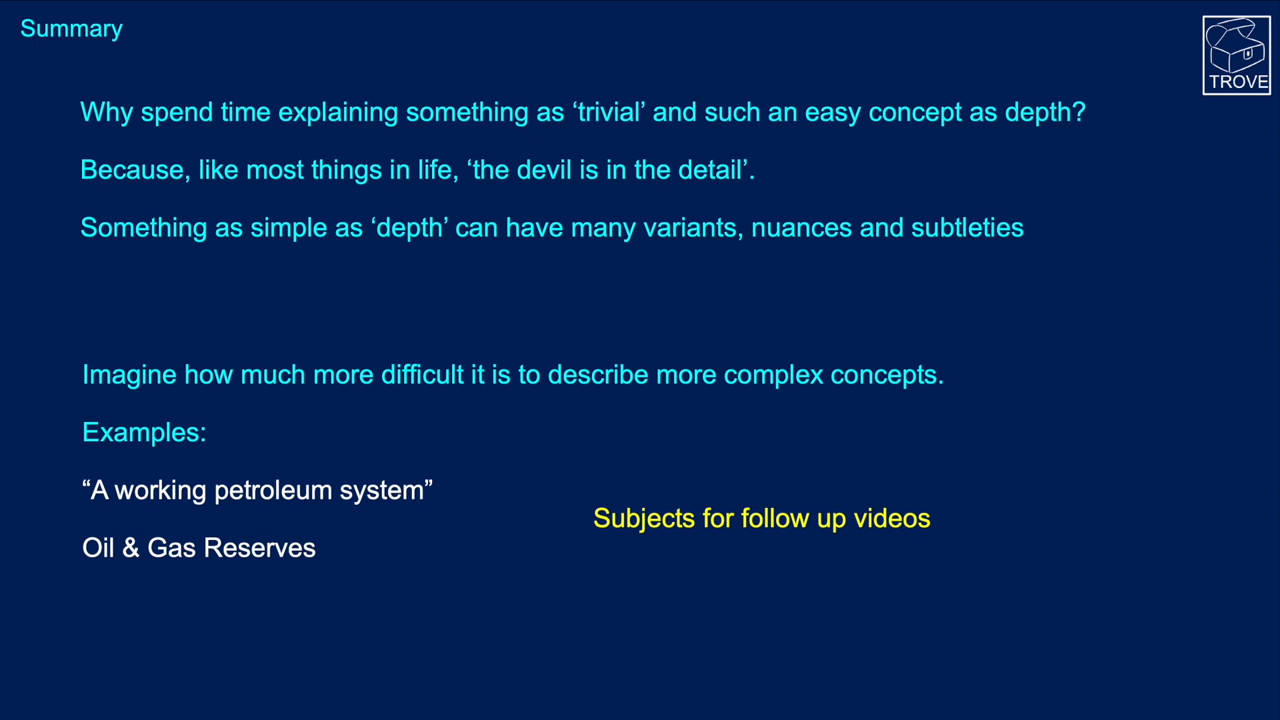 Summary
TROVE
Why spend time explaining something as ‘trivial’ and such an easy concept as depth?
Because, like most things in life, ‘the devil is in the detail’.
Something as simple as ‘depth’ can have many variants, nuances and subtleties
Imagine how much more difficult it is to describe more complex concepts.
Examples:
“A working petroleum system”
Subjects for follow up videos
Oil & Gas Reserves